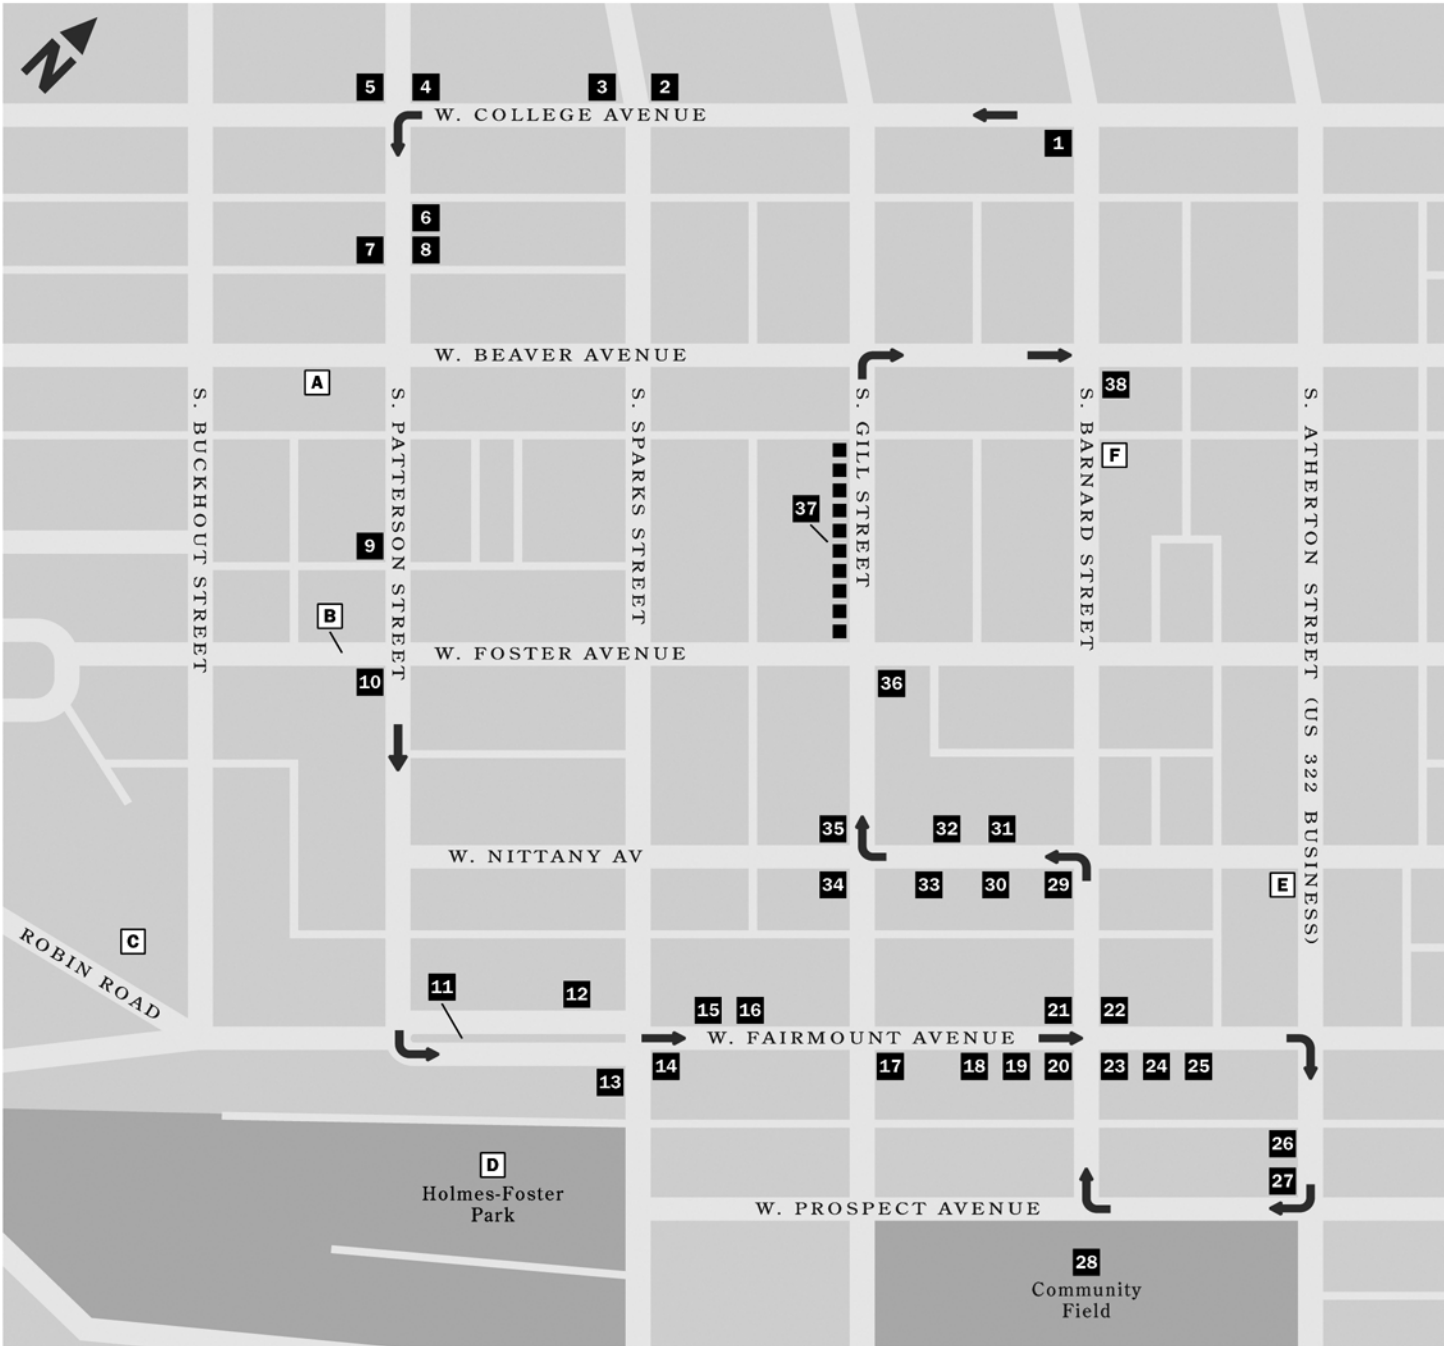 N
5
4
3
2
W. COLLEGE AVENUE
1
6
7
8
W. BEAVER AVENUE
A
38
S. BUCKHOUT STREET
S. PATTERSON STREET
S. SPARKS STREET
S. GILL STREET
S. BARNARD STREET
S. ATHERTON STREET (US 322 BUSINESS)
F
37
9
B
W. FOSTER AVENUE
10
36
35
32
31
W. NITTANY AV
34
33
30
29
E
C
ROBIN ROAD
11
12
15
16
21
22
W. FAIRMOUNT AVENUE
13
14
17
18
19
20
23
24
25
26
27
D
Holmes-Foster
Park
W. PROSPECT AVENUE
28
Community
Field